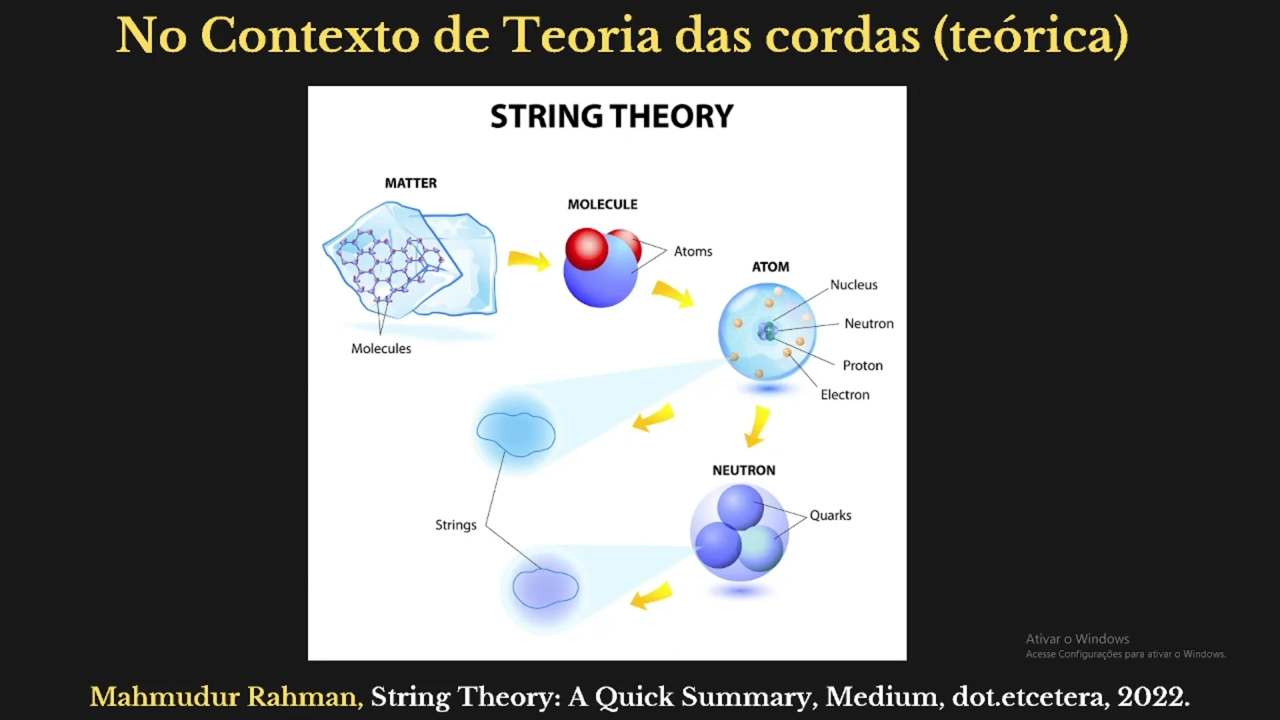 No Contexto de Teoria das cordas (teórica)
STRING THEORY
MATTER
MOLECULE
Atoms
ATOM
Nucleus
Neutron
Proton
Electron
Molecules
NEUTRON
Quarks
Strings
Ativar o Windows
Acesse Configurações para ativar o Windows.
Mahmudur Rahman, String Theory: A Quick Summary, Medium, dot.etcetera, 2022.